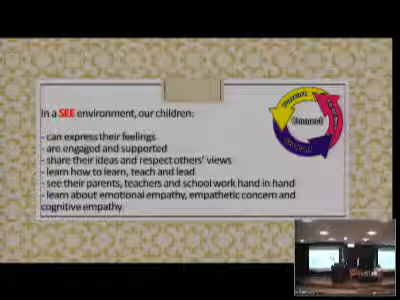 In a SEE environment, our children:
- can express their feelings
- are engaged and supported
- share their ideas and respect others' views
- learn how to learn, teach and lead
- see their parents, teachers and school work hand in hand
- learn about emotional empathy, empathetic concern and
cognitive empathy
Connect